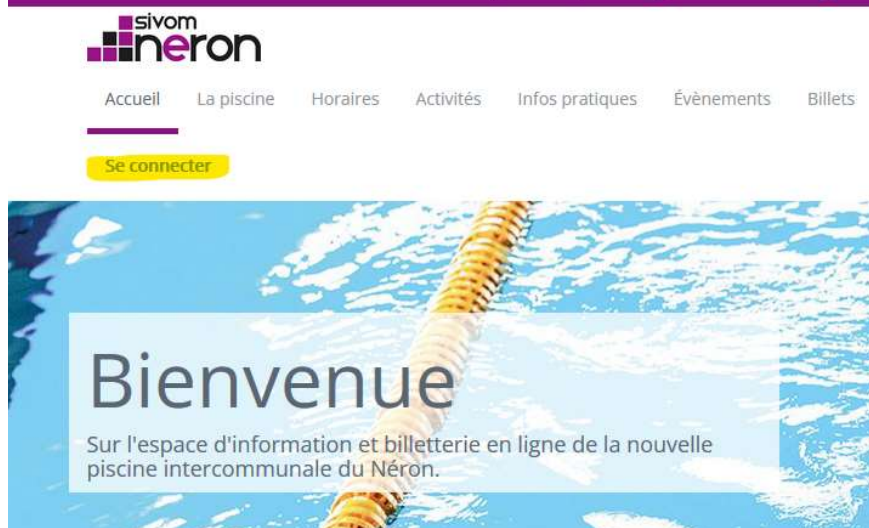 sivom
neron
Accueil La piscine Horaires Activités Infos pratiques Évènements Billets
Se connecter
Bienvenue
Sur l'espace d'information et billetterie en ligne de la nouvelle
piscine intercommunale du Néron.